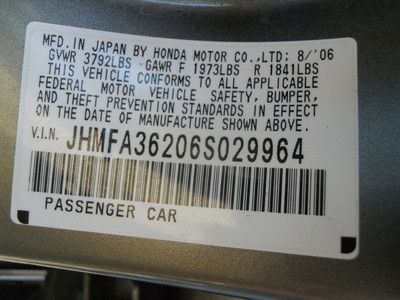 MFD. IN JAPAN BY HONDA MOTOR CO., LTD; 8/'06
GVWR 3792LBS GAWR F 1973LBS R 1841LBS
THIS VEHICLE CONFORMS TO ALL APPLICABLE
FEDERAL MOTOR VEHICLE SAFETY, BUMPER,
AND THEFT PREVENTION STANDARDS IN EFFECT
ON THE DATE OF MANUFACTURE SHOWN ABOVE.
V.I.N. JHMFA36206S029964
PASSENGER CAR